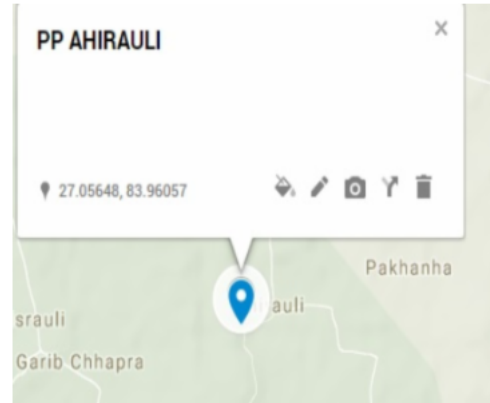 PP AHIRAULI
27.05648, 83.96057
Pakhanha
auli
srauli
Garib Chhapra